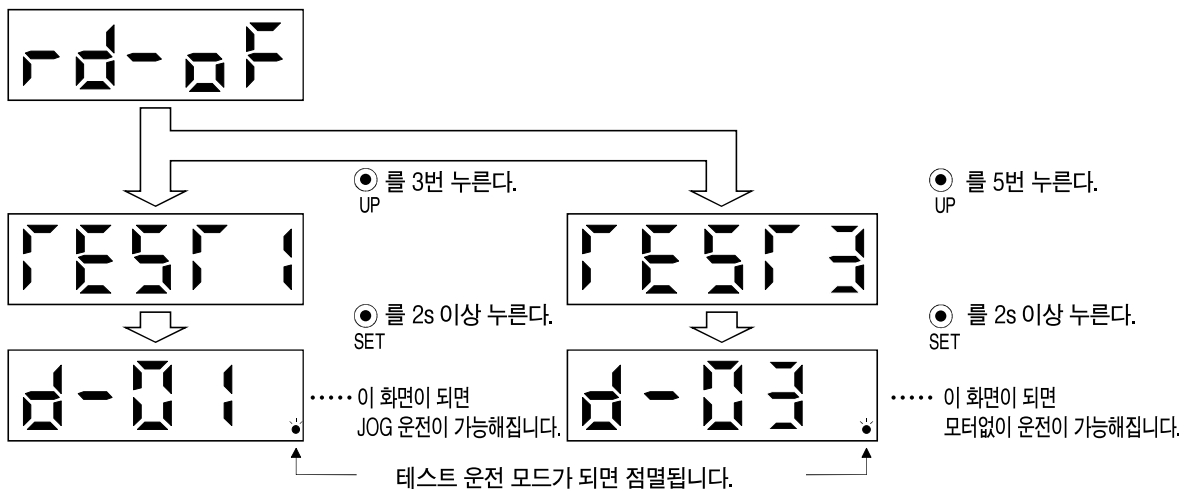 rd-oF
를 3번 누른다.
UP
를 5번 누른다.
UP
TEST1
TEST3
를 2s 이상 누른다.
SET
를 2s 이상 누른다.
SET
d-01
····· 이 화면이 되면
JOG 운전이 가능해집니다.
d-03
····· 이 화면이 되면
모터없이 운전이 가능해집니다.
테스트 운전 모드가 되면 점멸됩니다.